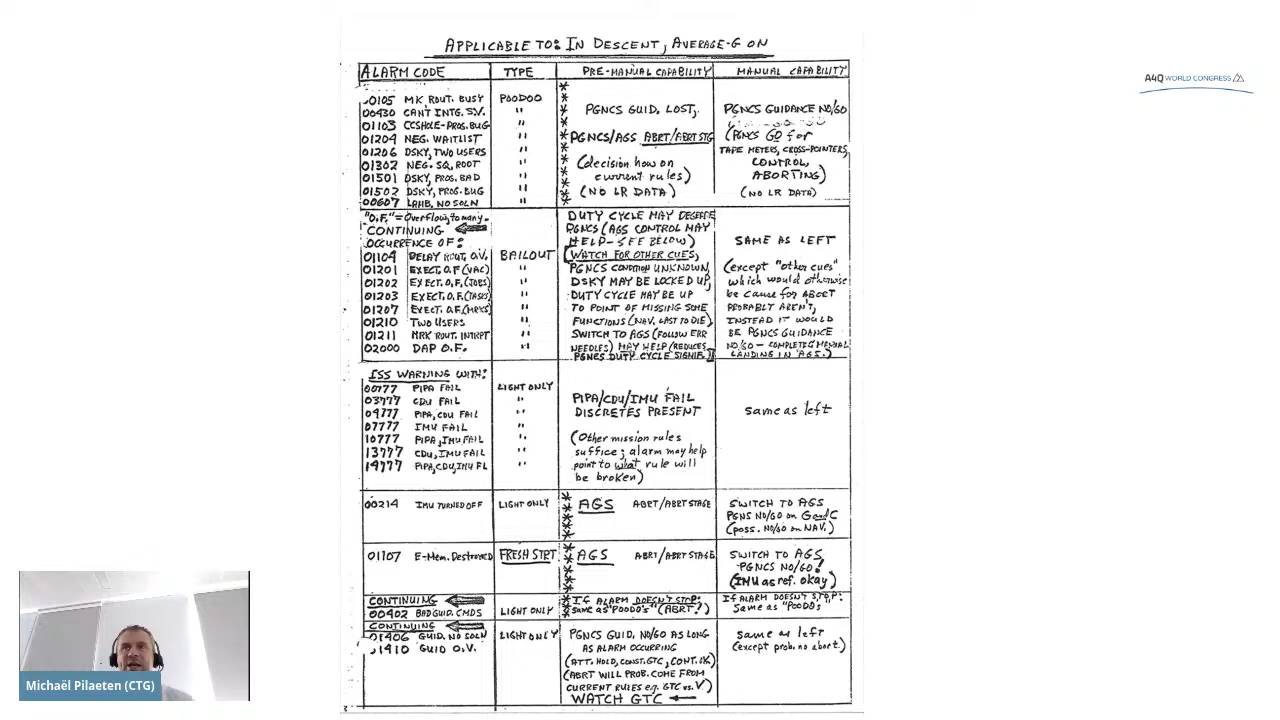 APPLICABLE TO: IN DESCENT, AVERAGE-G ON
ALARM CODE TYPE PRE-MANUAL CAPABILITY MANUAL CAPABILITY
00105 MK ROUT. BUSY POODOO
00430 CAN'T INTG. S.V. "
01103 CCSHOLE-PROG. BUG "
01204 NEG. WAITLIST "
01206 DSKY, TWO USERS "
01302 NEG. SQ. ROOT "
01501 DSKY, PROG. BAD "
01502 DSKY, PROG. BUG "
00607 LAMB. NO SOLN "
PGNCS GUID. LOST,
PGNCS/AGS ABRT/ABRT STG
(decision how on
current rules)
(NO LR DATA)
PGNCS GUIDANCE NO/GO
(PGNCS GO for
TAPE METERS, CROSS-POINTERS,
CONTROL,
ABORTING)
(NO LR DATA)
"O.F." = Overflow, to many.
CONTINUING
OCCURRENCE OF:
01104 DELAY ROUT. O.V. BAILOUT
01201 EXECT. O.F (VAC) "
01202 EXECT. O.F. (JOBS) "
01203 EXECT. O.F. (TASKS) "
01207 EXECT. O.F. (MRKS) "
01210 TWO USERS "
01211 MRK ROUT. INTRPT "
02000 DAP O.F. "
DUTY CYCLE MAY DEGRADE
PGNCS (AGS CONTROL MAY
HELP - SEE BELOW)
(WATCH FOR OTHER CUES,
PGNCS CONDITION UNKNOWN,
DSKY MAY BE LOCKED UP,
DUTY CYCLE MAY BE UP
TO POINT OF MISSING SOME
FUNCTIONS (NAV. LAST TO DIE),
SWITCH TO AGS (FOLLOW ERR
NEEDLES) MAY HELP (REDUCES
PGNCS DUTY CYCLE SIGNIF.))
SAME AS LEFT
(except "other cues"
which would otherwise
be cause for ABORT
PROBABLY AREN'T,
INSTEAD IT WOULD
BE PGNCS GUIDANCE
NO/GO - COMPLETE MANUAL
LANDING IN AGS.)
ISS WARNING WITH:
00777 PIPA FAIL LIGHT ONLY
03777 CDU FAIL "
04777 PIPA, CDU FAIL "
07777 IMU FAIL "
10777 PIPA, IMU FAIL "
13777 CDU, IMU FAIL "
14777 PIPA, CDU, IMU FL "
PIPA/CDU/IMU FAIL
DISCRETES PRESENT
(Other mission rules
suffice; alarm may help
point to what rule will
be broken)
same as left
00214 IMU TURNED OFF LIGHT ONLY AGS ABRT/ABRT STAGE
SWITCH TO AGS
PGNS NO/GO on G and C
(poss. NO/GO on NAV.)
01107 E-Mem. Destroyed FRESH STRT AGS ABRT/ABRT STAGE
SWITCH TO AGS,
PGNCS NO/GO!
(IMU as ref. okay)
CONTINUING
00402 BAD GUID. CMDS LIGHT ONLY
IF ALARM DOESN'T STOP:
same as "POODO'S" (ABRT!)
If ALARM DOESN'T STOP:
Same as "POODO's"
CONTINUING
01406 GUID. NO SOLN LIGHT ONLY
01410 GUID O.V.
PGNCS GUID. NO/GO AS LONG
AS ALARM OCCURRING
(ATT. HOLD, CONST. GTC, CONT. OK)
(ABRT WILL PROB. COME FROM
CURRENT RULES e.g. GTC vs. V)
WATCH GTC
same as left
(except prob. no abort.)
A4Q WORLD CONGRESS
Michaël Pilaeten (CTG)